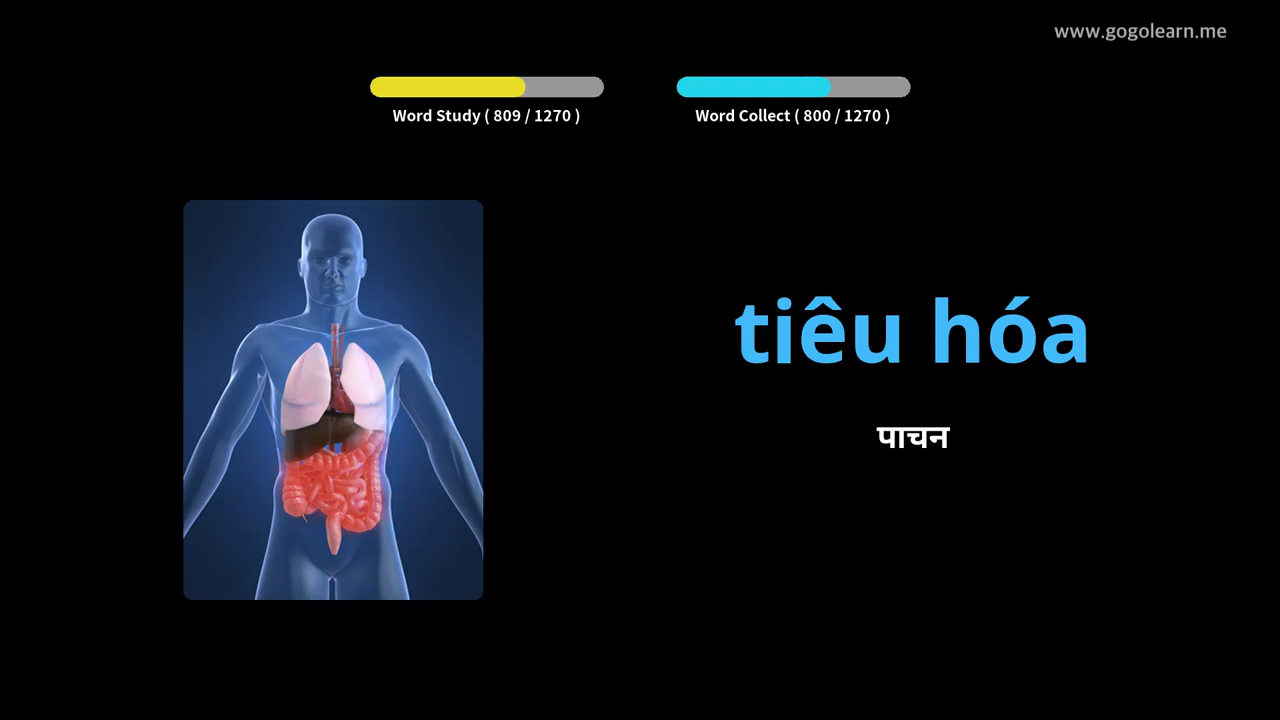 www.gogolearn.me
Word Study ( 809 / 1270 )
Word Collect ( 800 / 1270 )
tiêu hóa
पाचन